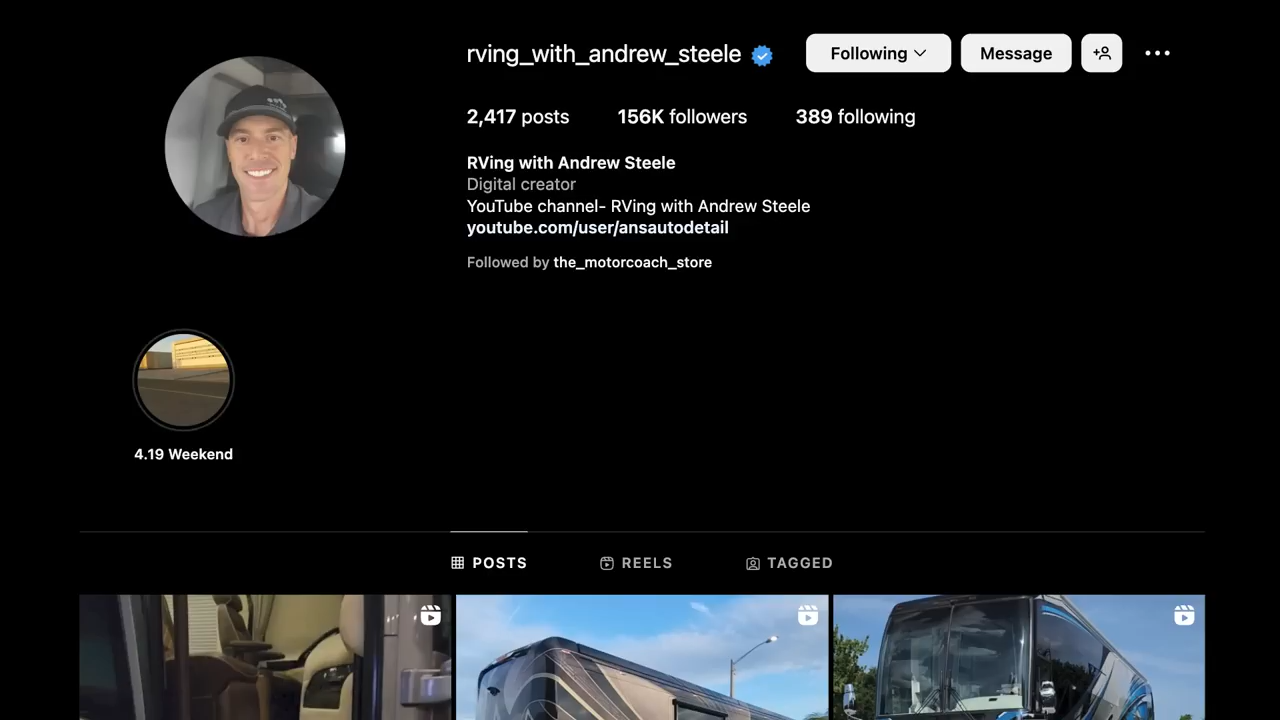 rving_with_andrew_steele Following Message
2,417 posts 156K followers 389 following
RVing with Andrew Steele
Digital creator
YouTube channel- RVing with Andrew Steele
youtube.com/user/ansautodetail
Followed by the_motorcoach_store
4.19 Weekend
POSTS REELS TAGGED